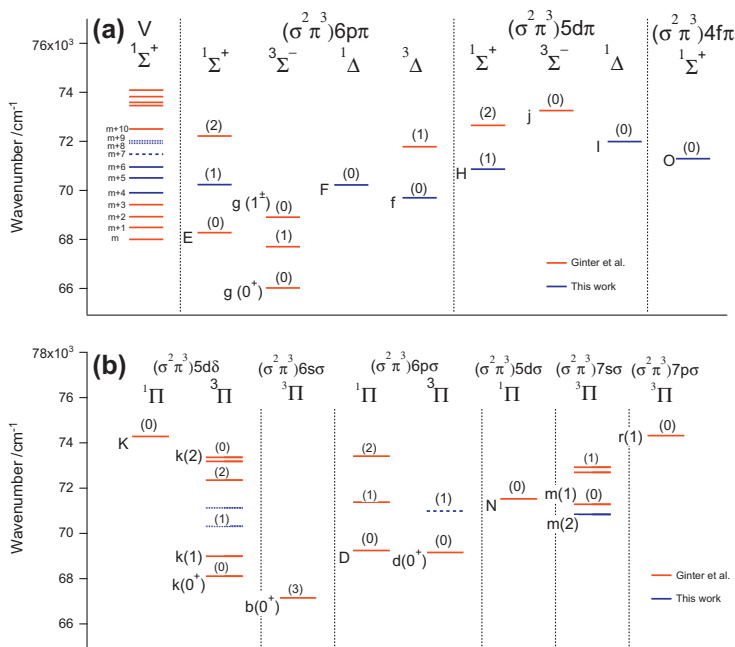 (a)
V
(σ²π³)6pπ
(σ²π³)5dπ
(σ²π³)4fπ
¹Σ⁺
¹Σ⁺
³Σ⁻
¹Δ
³Δ
¹Σ⁺
³Σ⁻
¹Δ
¹Σ⁺
Wavenumber /cm⁻¹
76x10³
74
72
70
68
66
m+10
m+9
m+8
m+7
m+6
m+5
m+4
m+3
m+2
m+1
m
(2)
(1)
(0)
E
g (1±)
(0)
(1)
(0)
g (0⁺)
(0)
F
(1)
(0)
f
(2)
(1)
H
(0)
j
(0)
I
(0)
O
Ginter et al.
This work
(b)
(σ²π³)5dδ
(σ²π³)6sσ
(σ²π³)6pσ
(σ²π³)5dσ
(σ²π³)7sσ
(σ²π³)7pσ
¹Π
³Π
³Π
¹Π
³Π
¹Π
³Π
³Π
Wavenumber /cm⁻¹
78x10³
76
74
72
70
68
66
(0)
K
k(2)
(0)
(2)
(1)
k(1)
(0)
k(0⁺)
(3)
b(0⁺)
(2)
(1)
(0)
D
(1)
(0)
d(0⁺)
(0)
N
(1)
m(1)
(0)
m(2)
(0)
r(1)
Ginter et al.
This work